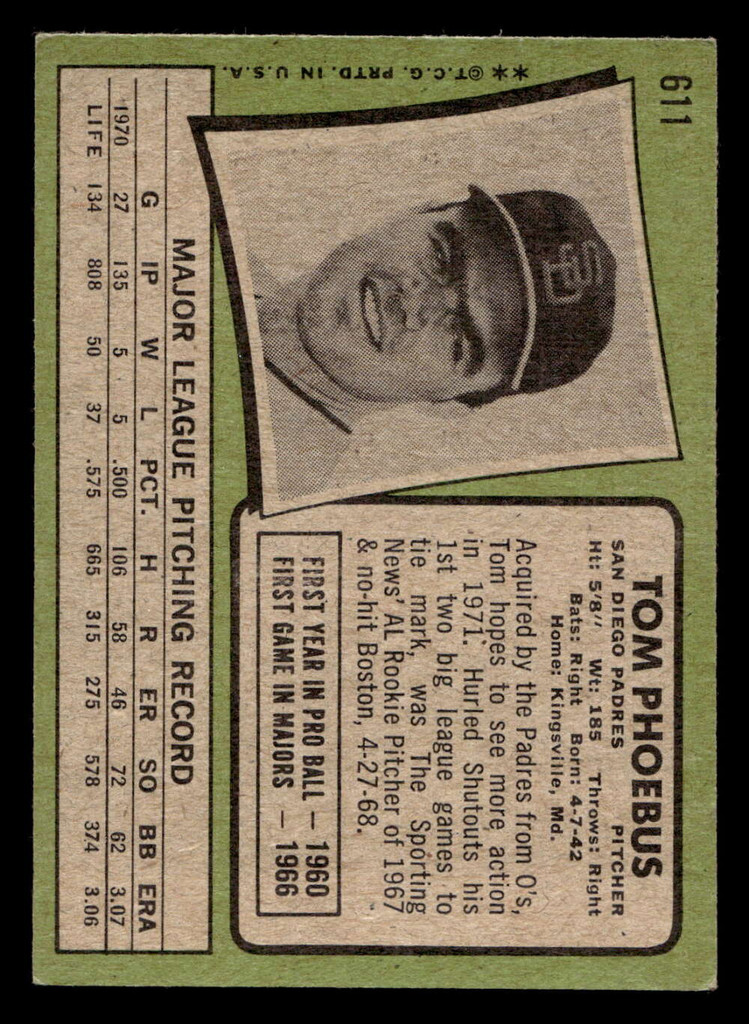 611
**©T.C.G. PRTD. IN U.S.A.
SD
TOM PHOEBUS
SAN DIEGO PADRES PITCHER
Ht: 5'8" Wt: 185 Throws: Right
Bats: Right Born: 4-7-42
Home: Kingsville, Md.
Acquired by the Padres from O's,
Tom hopes to see more action
in 1971. Hurled Shutouts his
1st two big league games to
tie mark, was The Sporting
News' AL Rookie Pitcher of 1967
& no-hit Boston, 4-27-68.
FIRST YEAR IN PRO BALL — 1960
FIRST GAME IN MAJORS — 1966
MAJOR LEAGUE PITCHING RECORD
G IP W L PCT. H R ER SO BB ERA
1970 27 135 5 5 .500 106 58 46 72 62 3.07
LIFE 134 808 50 37 .575 665 315 275 578 374 3.06